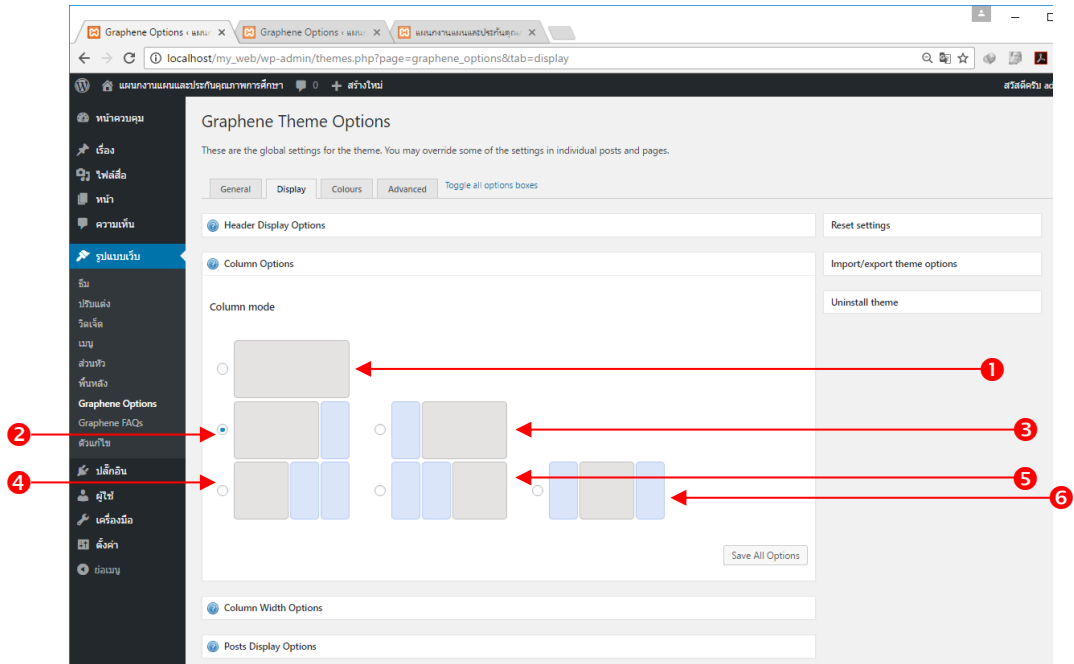 Graphene Options ‹ แผนก
Graphene Options ‹ แผนก
แผนกงานแผนและประกันคุณ
localhost/my_web/wp-admin/themes.php?page=graphene_options&tab=display
แผนกงานแผนและประกันคุณภาพการศึกษา 0 + สร้างใหม่
สวัสดีครับ ad
หน้าควบคุม
เรื่อง
ไฟล์สื่อ
หน้า
ความเห็น
รูปแบบเว็บ
ธีม
ปรับแต่ง
วิดเจ็ต
เมนู
ส่วนหัว
พื้นหลัง
Graphene Options
Graphene FAQs
ตัวแก้ไข
ปลั๊กอิน
ผู้ใช้
เครื่องมือ
ตั้งค่า
ย่อเมนู
Graphene Theme Options
These are the global settings for the theme. You may override some of the settings in individual posts and pages.
General Display Colours Advanced Toggle all options boxes
Header Display Options
Column Options
Column mode
1
2
3
4
5
6
Save All Options
Column Width Options
Posts Display Options
Reset settings
Import/export theme options
Uninstall theme